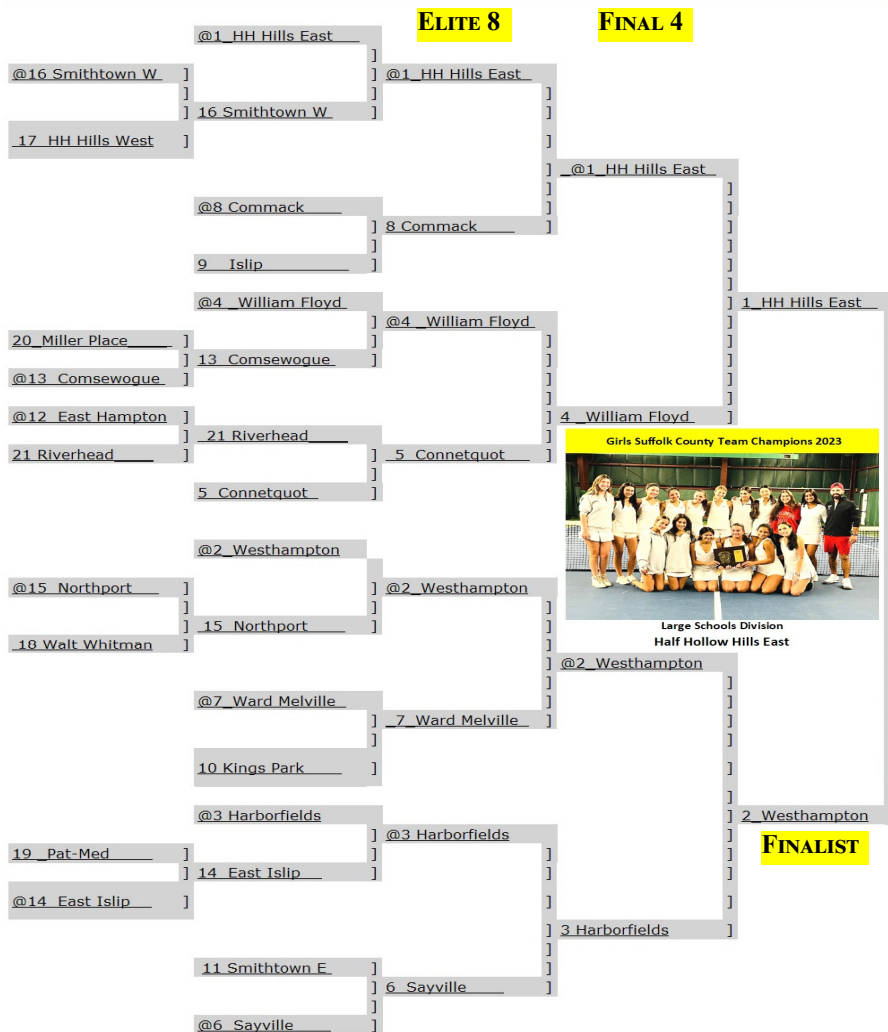 ELITE 8
FINAL 4
@1_HH Hills East
@16 Smithtown W ]
]
] @1_HH Hills East
]
] 16 Smithtown W ]
17 HH Hills West ]
_@1_HH Hills East
@8 Commack
] 8 Commack ]
9 Islip ]
@4 _William Floyd
1_HH Hills East
] @4 _William Floyd
20_Miller Place____ ]
] 13 Comsewogue ]
@13 Comsewogue ]
@12 East Hampton ]
4 _William Floyd ]
] 21 Riverhead____
21 Riverhead____ ]
] 5 Connetquot ]
5 Connetquot ]
Girls Suffolk County Team Champions 2023
Large Schools Division
Half Hollow Hills East
@2_Westhampton
@15 Northport ]
] @2_Westhampton
] 15 Northport ]
18 Walt Whitman ]
] @2_Westhampton
@7_Ward Melville
] _7_Ward Melville ]
10 Kings Park ]
@3 Harborfields
] 2_Westhampton
FINALIST
] @3 Harborfields
19 _Pat-Med ]
] 14 East Islip ]
@14 East Islip ]
] 3 Harborfields ]
11 Smithtown E ]
] 6 Sayville ]
@6 Sayville ]